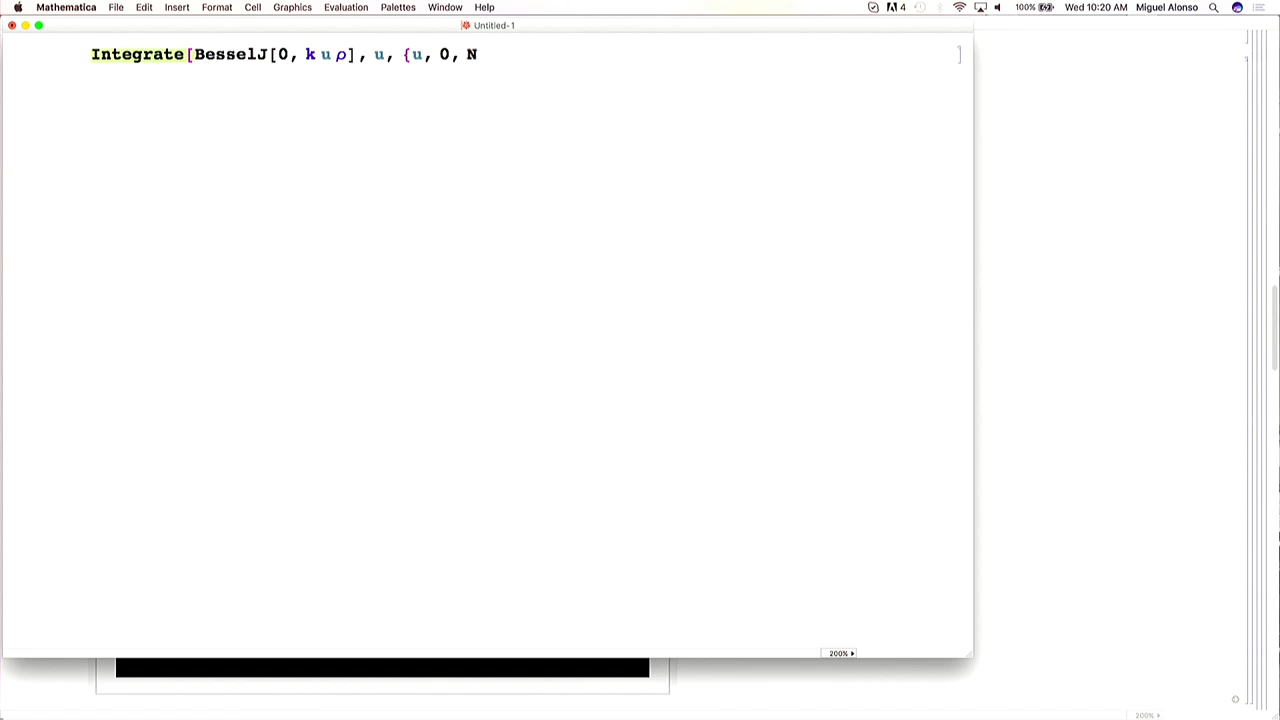 Mathematica File Edit Insert Format Cell Graphics Evaluation Palettes Window Help 4 100% Wed 10:20 AM Miguel Alonso
Untitled-1
Integrate[BesselJ[0, k u ρ], u, {u, 0, N
200%
200%